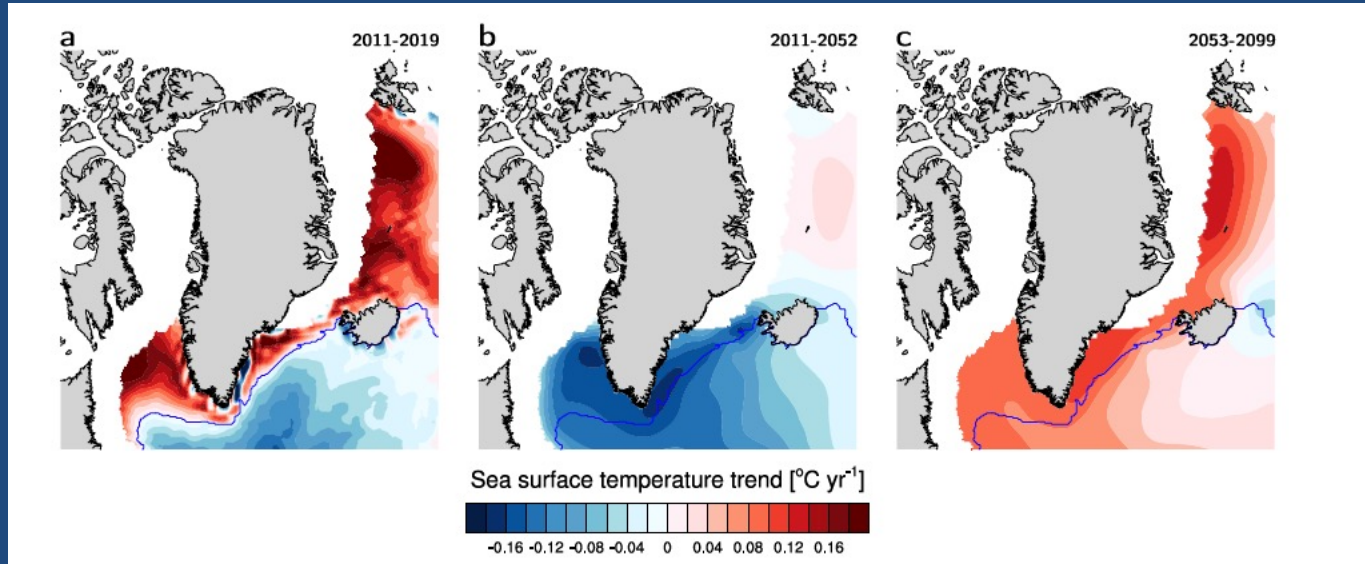 a 2011-2019 b 2011-2052 c 2053-2099
Sea surface temperature trend [°C yr⁻¹]
-0.16 -0.12 -0.08 -0.04 0 0.04 0.08 0.12 0.16